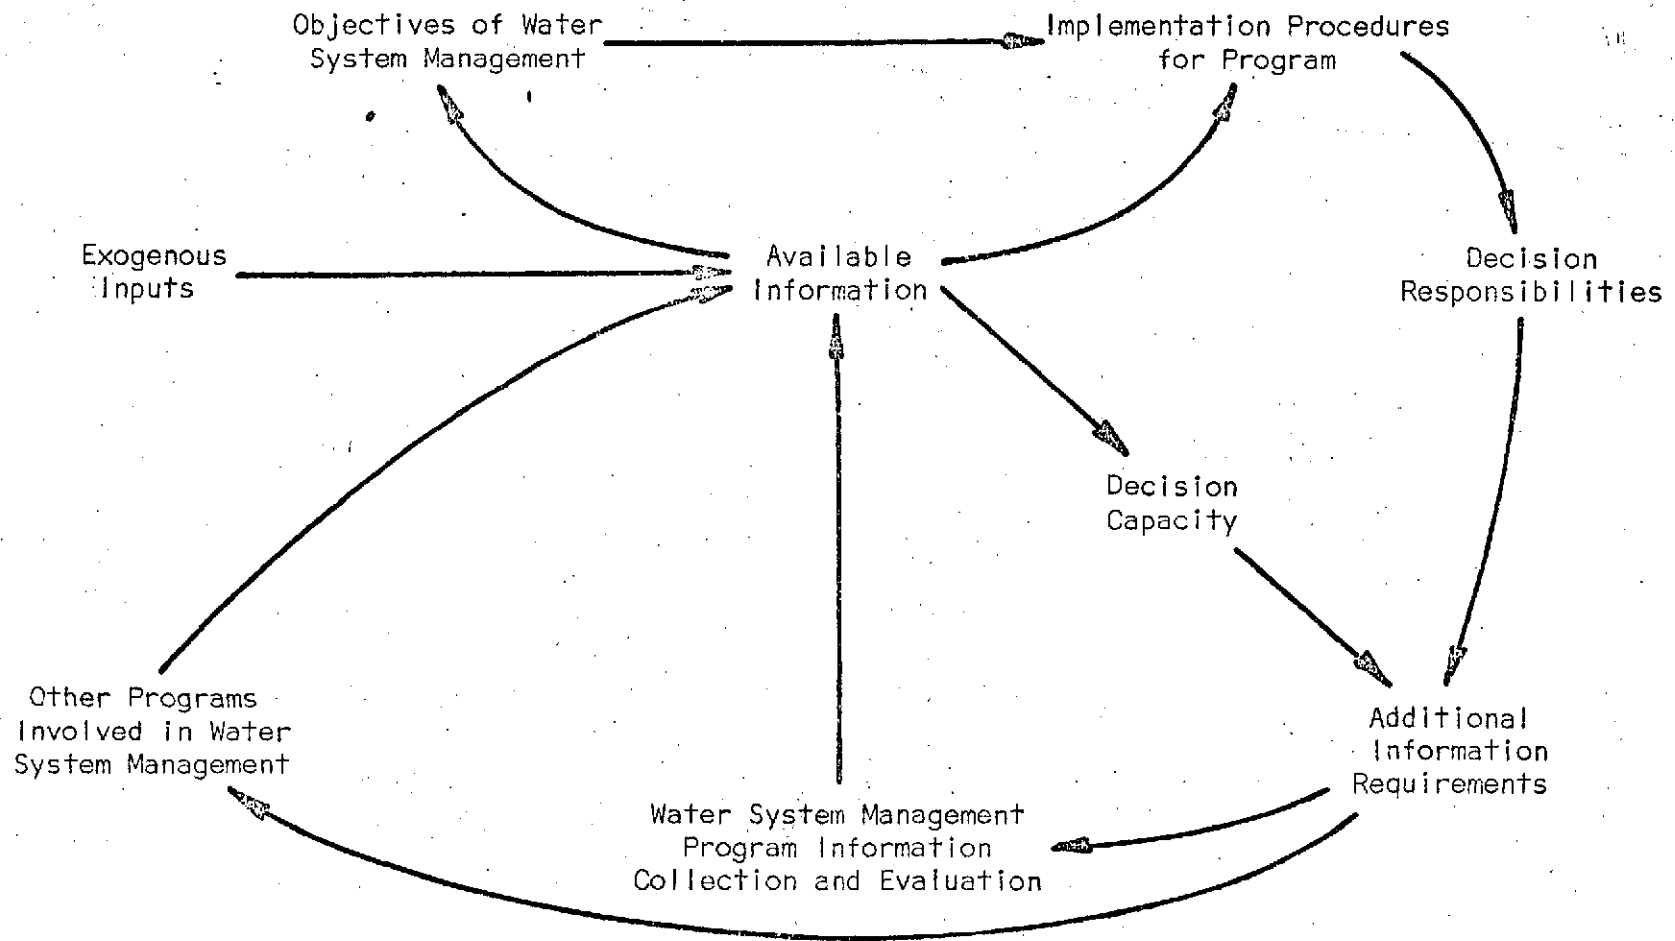 Objectives of Water
System Management
Implementation Procedures
for Program
Exogenous
Inputs
Available
Information
Decision
Responsibilities
Decision
Capacity
Other Programs
Involved in Water
System Management
Additional
Information
Requirements
Water System Management
Program Information
Collection and Evaluation